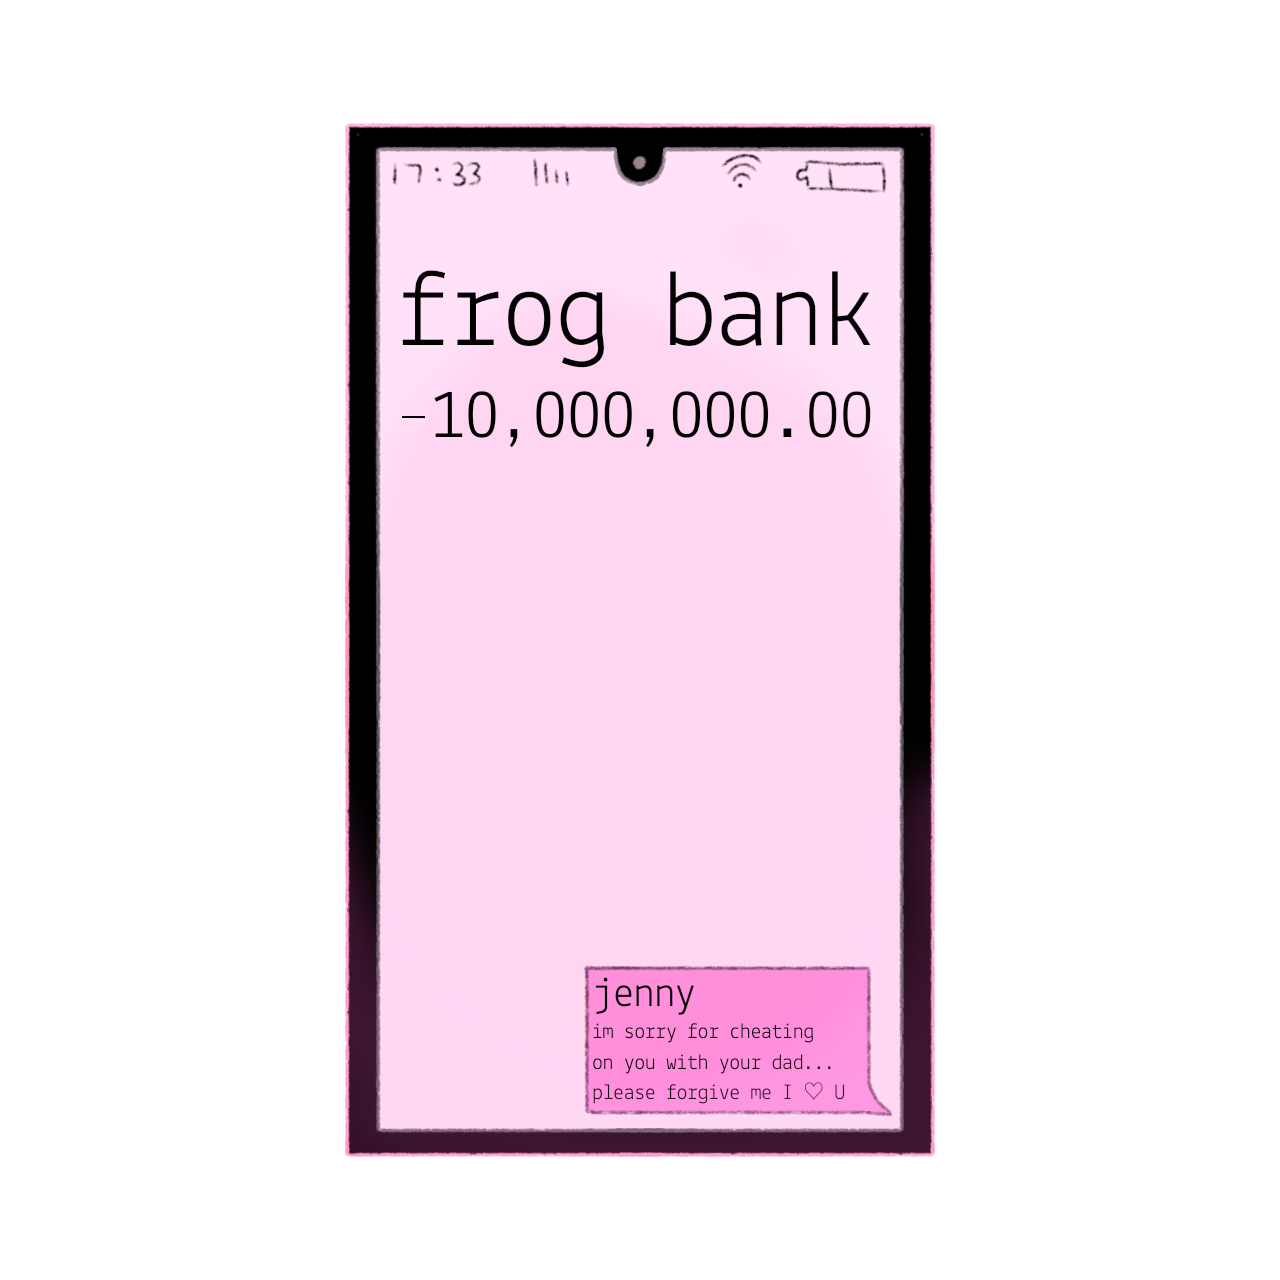 17:33
frog bank
-10,000,000.00
jenny
im sorry for cheating
on you with your dad...
please forgive me I ♡ U